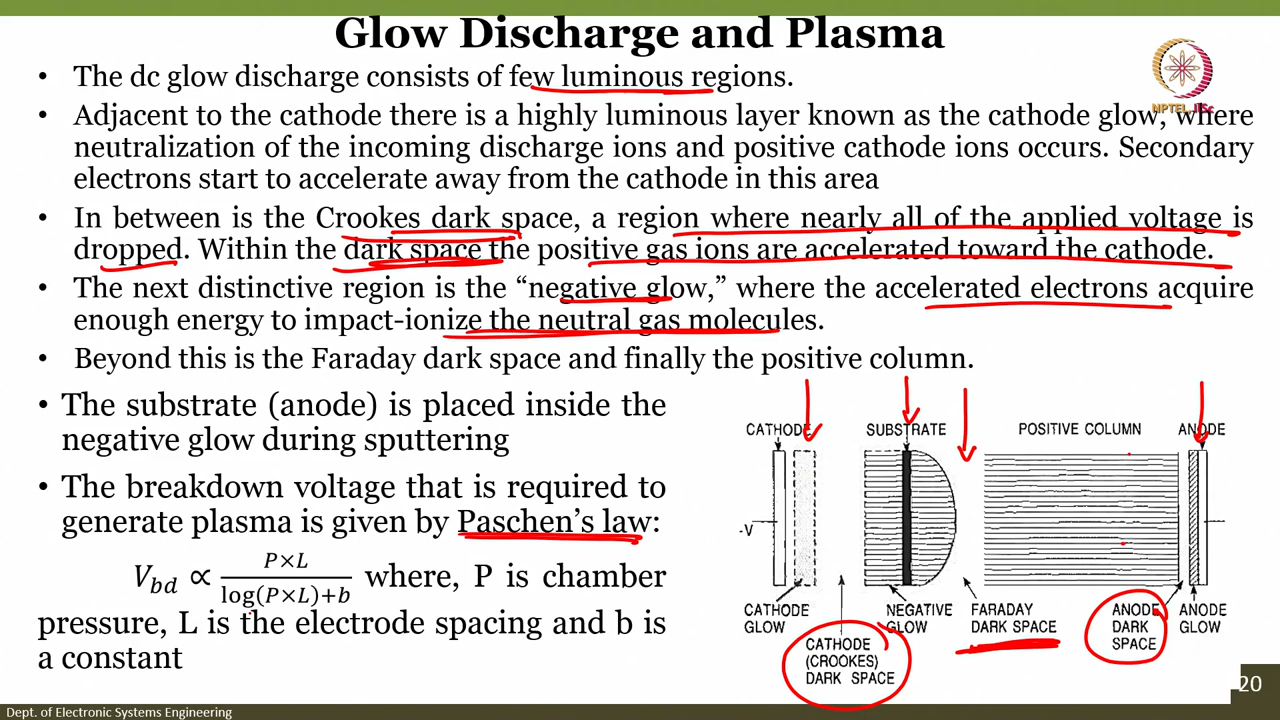 Glow Discharge and Plasma
• The dc glow discharge consists of few luminous regions.
• Adjacent to the cathode there is a highly luminous layer known as the cathode glow, where
neutralization of the incoming discharge ions and positive cathode ions occurs. Secondary
electrons start to accelerate away from the cathode in this area
• In between is the Crookes dark space, a region where nearly all of the applied voltage is
dropped. Within the dark space the positive gas ions are accelerated toward the cathode.
• The next distinctive region is the “negative glow,” where the accelerated electrons acquire
enough energy to impact-ionize the neutral gas molecules.
• Beyond this is the Faraday dark space and finally the positive column.
• The substrate (anode) is placed inside the
negative glow during sputtering
• The breakdown voltage that is required to
generate plasma is given by Paschen’s law:
V_bd ∝ P×L / log(P×L)+b where, P is chamber
pressure, L is the electrode spacing and b is
a constant
NPTEL, IISc
CATHODE SUBSTRATE POSITIVE COLUMN ANODE
-V
CATHODE
GLOW
CATHODE
(CROOKES)
DARK SPACE
NEGATIVE
GLOW
FARADAY
DARK SPACE
ANODE
DARK
SPACE
ANODE
GLOW
20
Dept. of Electronic Systems Engineering